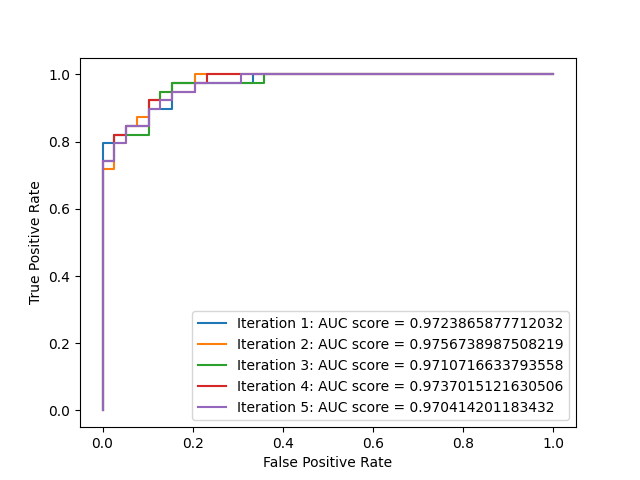 1.0
0.8
0.6
0.4
0.2
0.0
True Positive Rate
Iteration 1: AUC score = 0.9723865877712032
Iteration 2: AUC score = 0.9756738987508219
Iteration 3: AUC score = 0.9710716633793558
Iteration 4: AUC score = 0.9737015121630506
Iteration 5: AUC score = 0.970414201183432
0.0 0.2 0.4 0.6 0.8 1.0
False Positive Rate